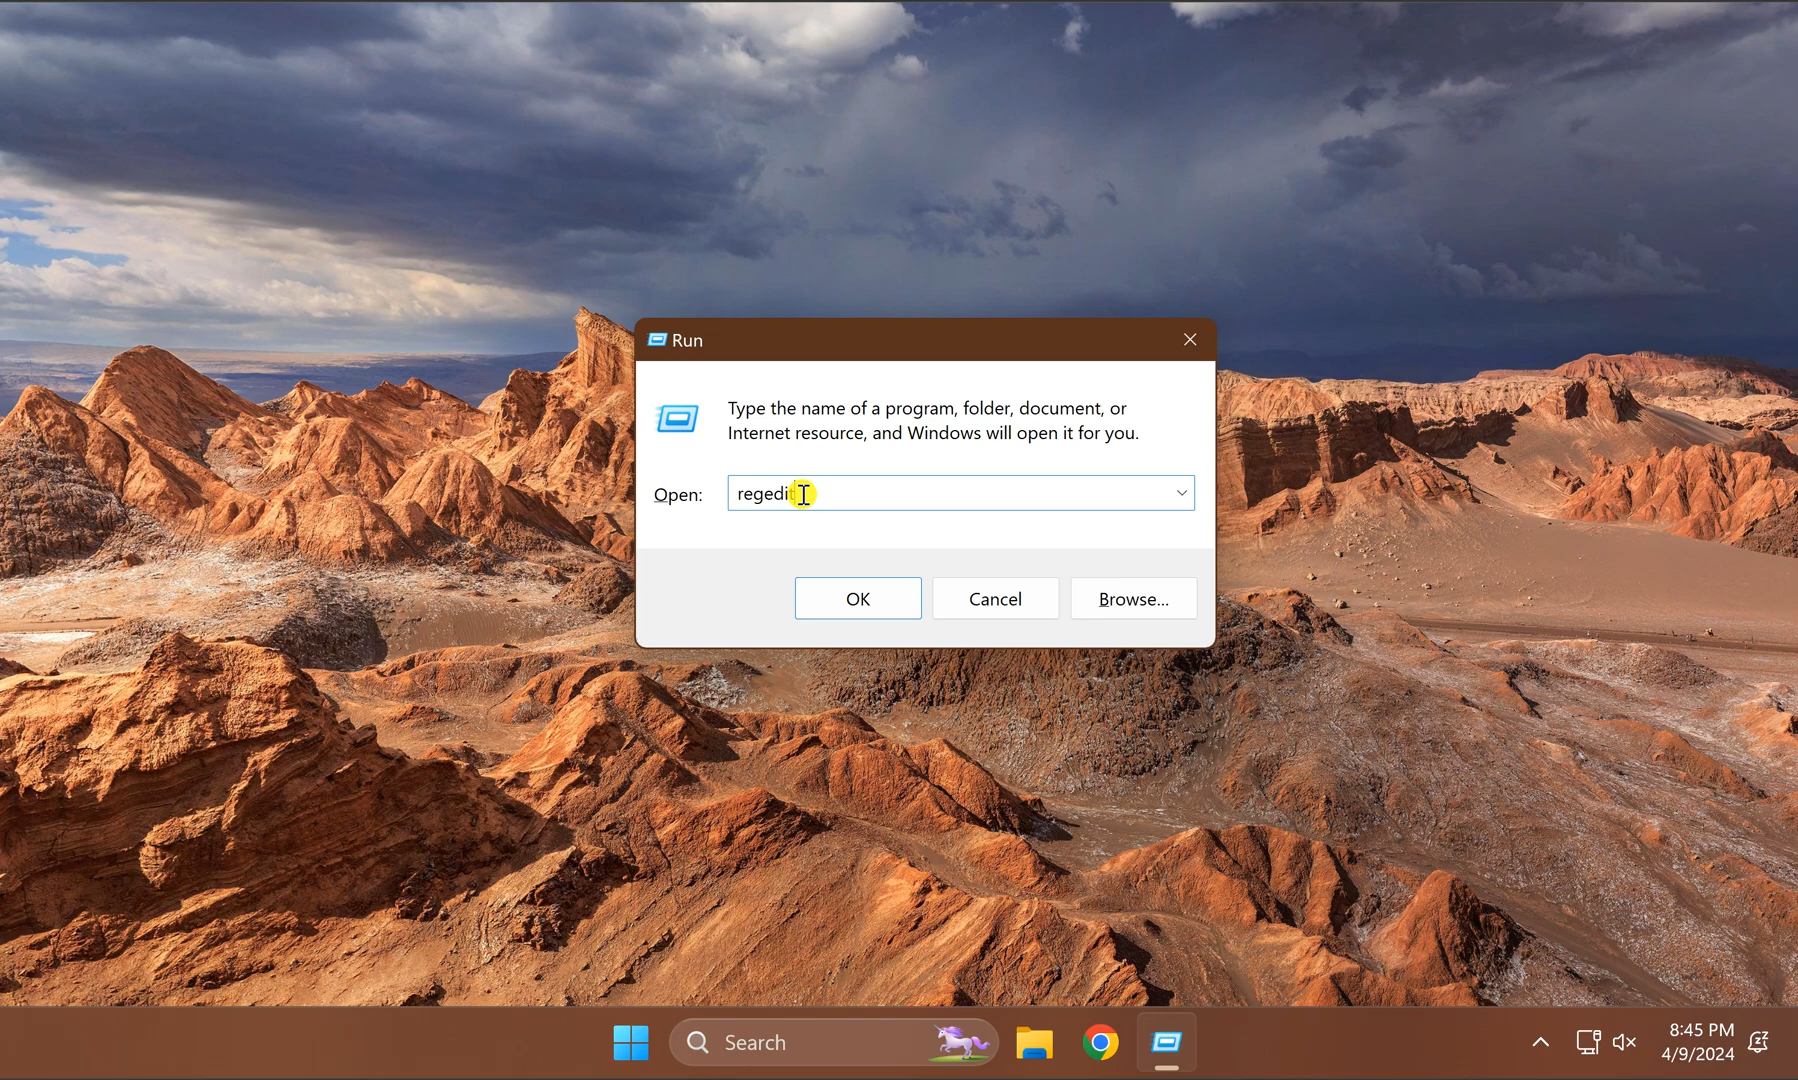 Run
Type the name of a program, folder, document, or
Internet resource, and Windows will open it for you.
Open: regedit
OK Cancel Browse...
Search
8:45 PM
4/9/2024